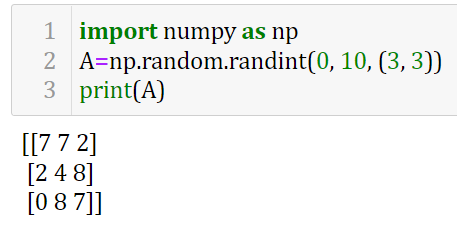 1 import numpy as np
2 A=np.random.randint(0, 10, (3, 3))
3 print(A)
[[7 7 2]
[2 4 8]
[0 8 7]]